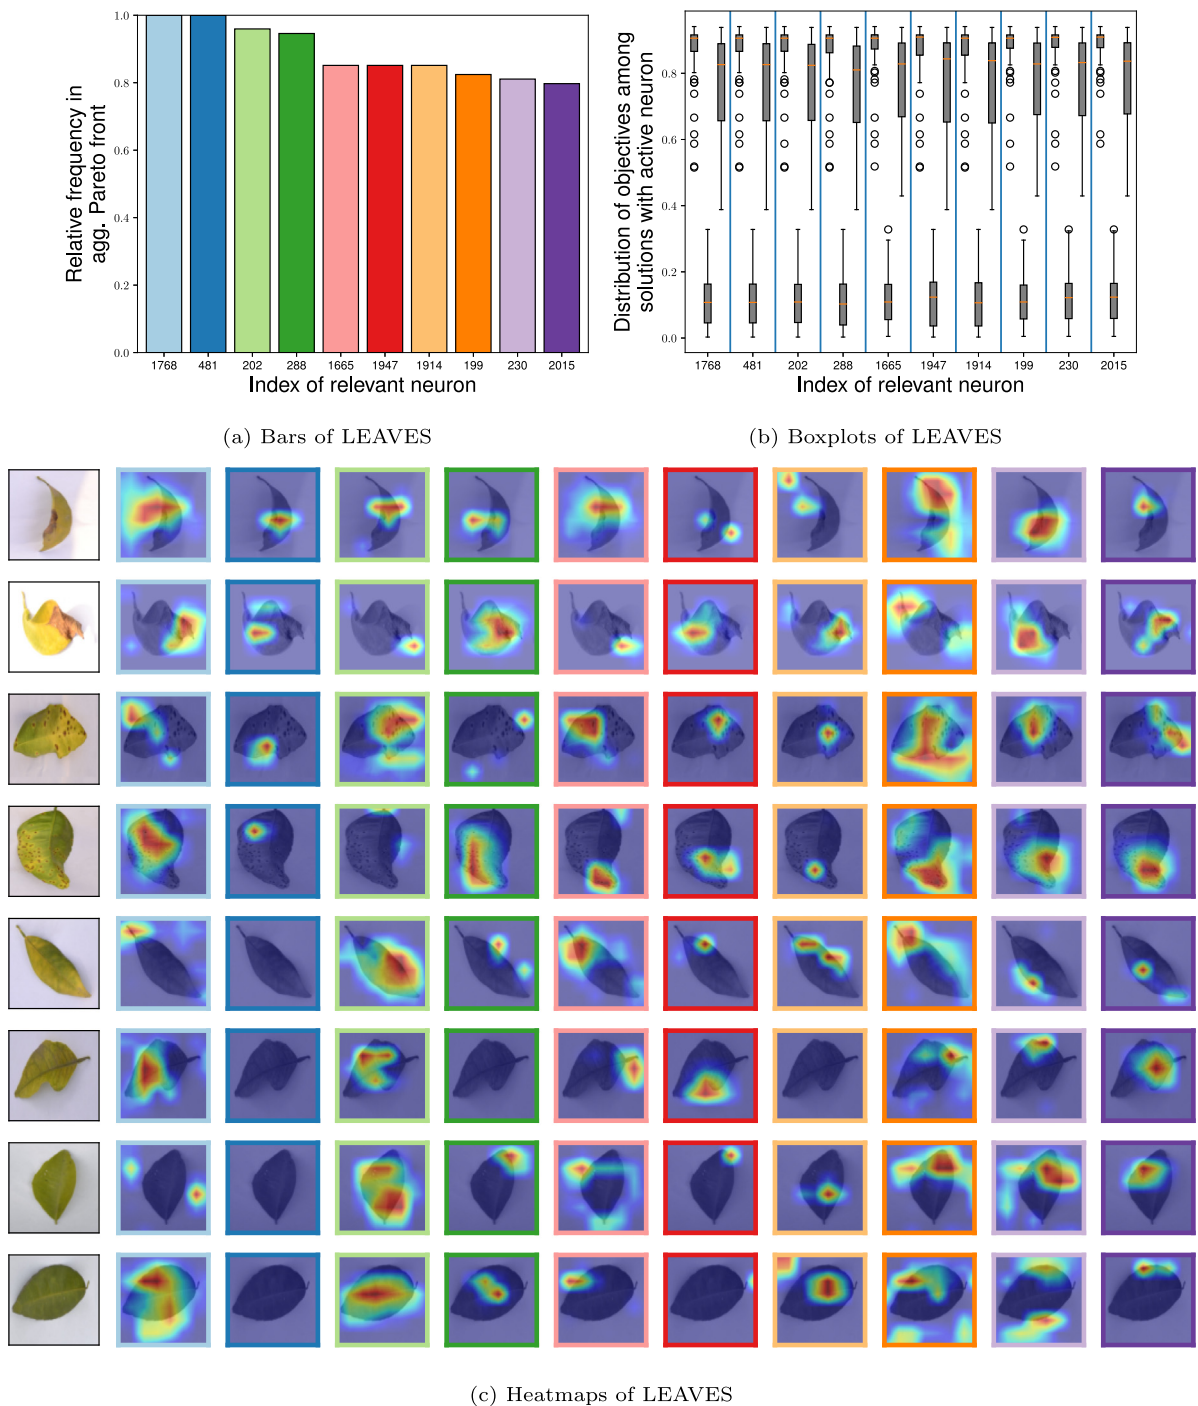 Relative frequency in
agg. Pareto front
1.0
0.8
0.6
0.4
0.2
0.0
1768 481 202 288 1665 1947 1914 199 230 2015
Index of relevant neuron
(a) Bars of LEAVES
Distribution of objectives among
solutions with active neuron
0.8
0.6
0.4
0.2
0.0
1768 481 202 288 1665 1947 1914 199 230 2015
Index of relevant neuron
(b) Boxplots of LEAVES
(c) Heatmaps of LEAVES